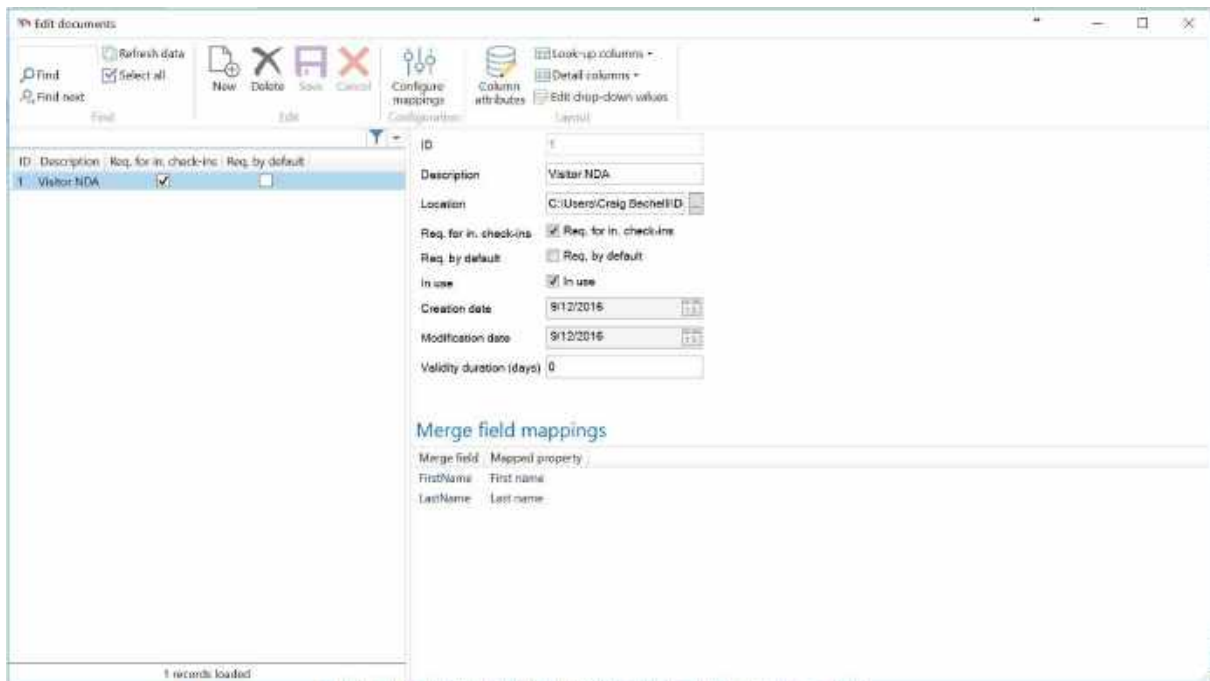 Edit documents
Refresh data
Find
Select all
Find next
New
Delete
Save
Cancel
Configure mappings
Column attributes
Look-up columns
Detail columns
Edit drop-down values
Find
Edit
Configuration
Layout
ID Description Req. for in. check-ins Req. by default
1 Visitor NDA
ID 1
Description Visitor NDA
Location C:\Users\Craig Bechelli\D ...
Req. for in. check-ins Req. for in. check-ins
Req. by default Req. by default
In use In use
Creation date 9/12/2016
Modification date 9/12/2016
Validity duration (days) 0
Merge field mappings
Merge field Mapped property
FirstName First name
LastName Last name
1 records loaded